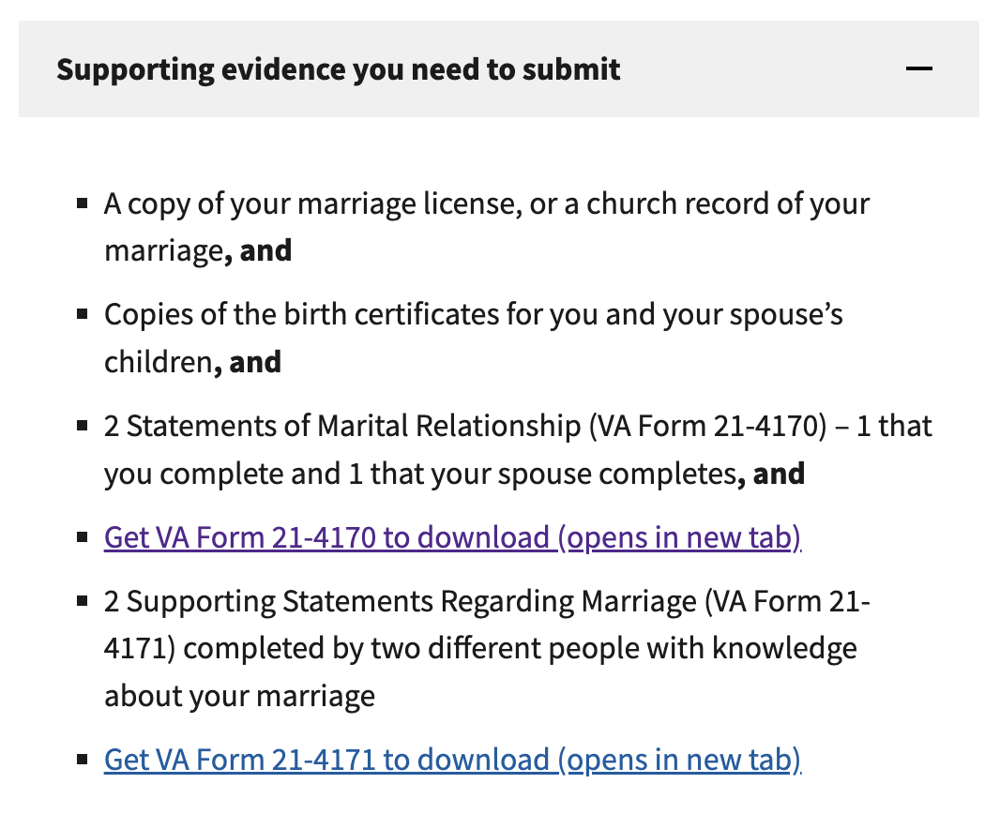 Supporting evidence you need to submit
A copy of your marriage license, or a church record of your
marriage, and
Copies of the birth certificates for you and your spouse’s
children, and
2 Statements of Marital Relationship (VA Form 21-4170) – 1 that
you complete and 1 that your spouse completes, and
Get VA Form 21-4170 to download (opens in new tab)
2 Supporting Statements Regarding Marriage (VA Form 21-
4171) completed by two different people with knowledge
about your marriage
Get VA Form 21-4171 to download (opens in new tab)